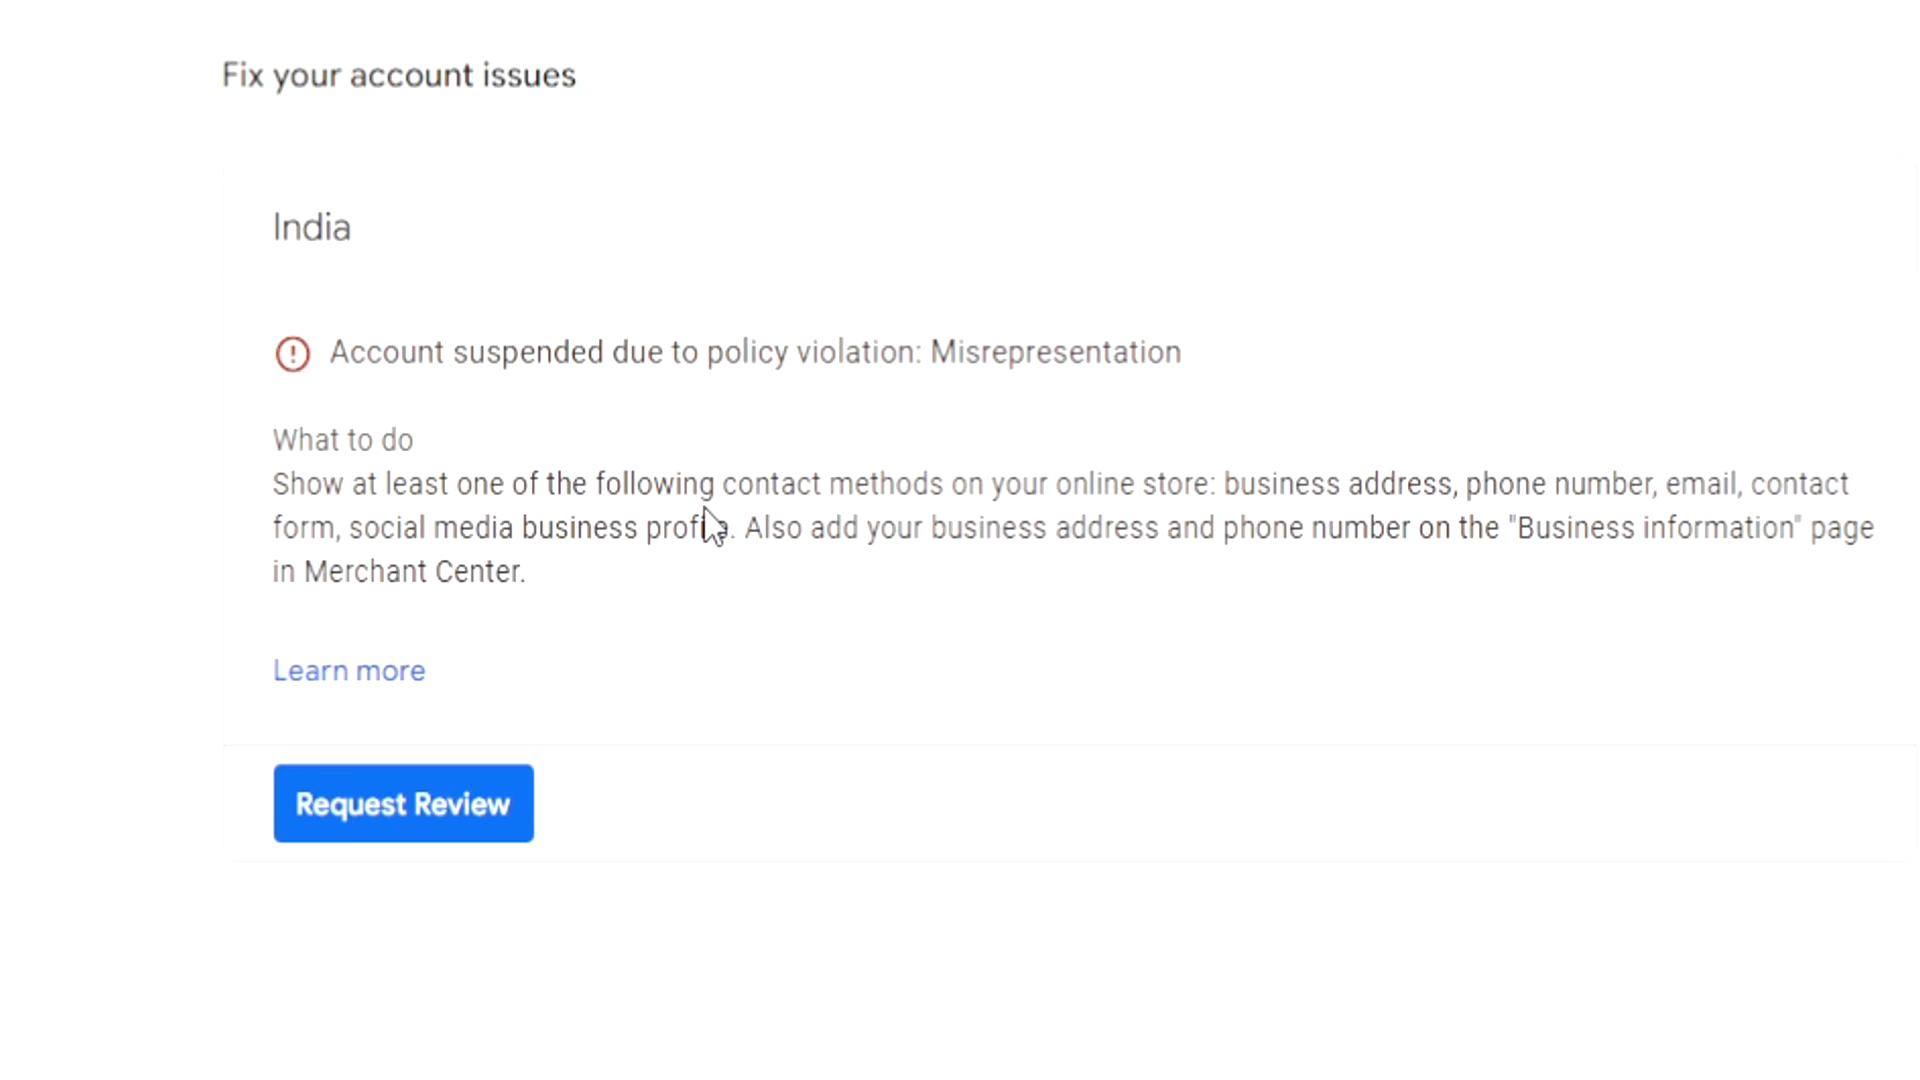 Fix your account issues
India
Account suspended due to policy violation: Misrepresentation
What to do
Show at least one of the following contact methods on your online store: business address, phone number, email, contact
form, social media business profile. Also add your business address and phone number on the "Business information" page
in Merchant Center.
Learn more
Request Review